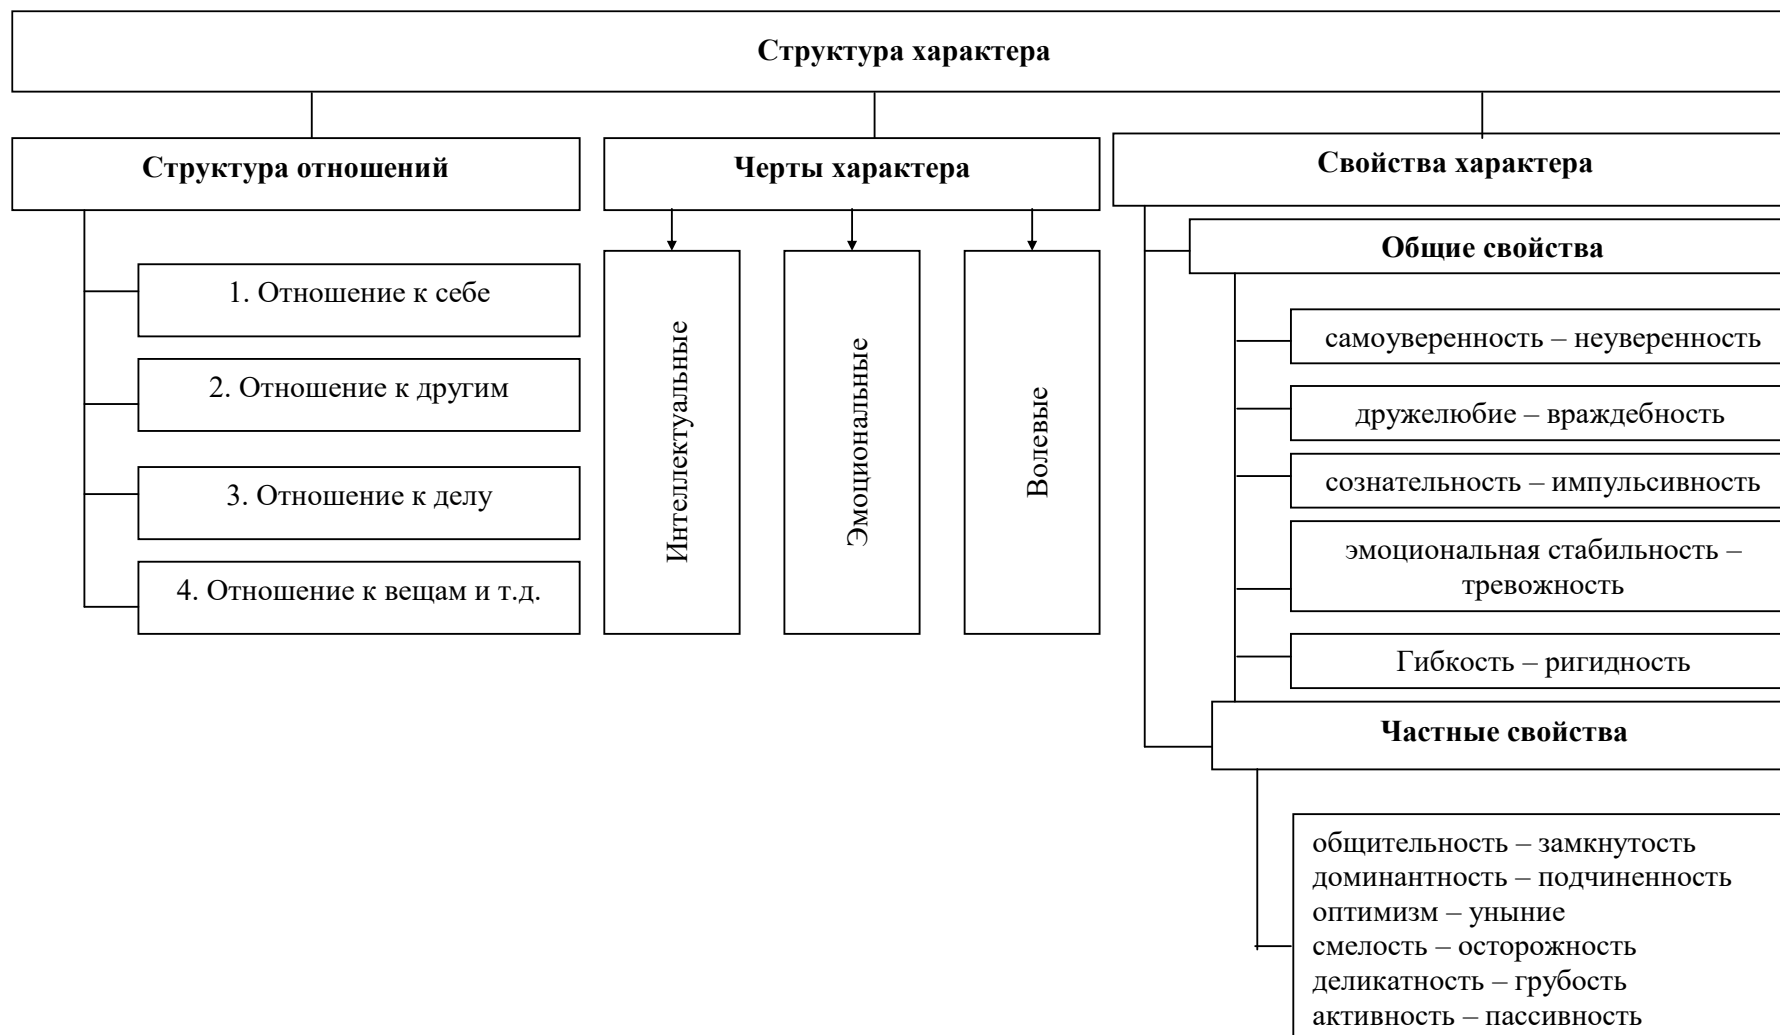 Структура характера
Структура отношений
1. Отношение к себе
2. Отношение к другим
3. Отношение к делу
4. Отношение к вещам и т.д.
Черты характера
Интеллектуальные
Эмоциональные
Волевые
Свойства характера
Общие свойства
самоуверенность – неуверенность
дружелюбие – враждебность
сознательность – импульсивность
эмоциональная стабильность –
тревожность
Гибкость – ригидность
Частные свойства
общительность – замкнутость
доминантность – подчиненность
оптимизм – уныние
смелость – осторожность
деликатность – грубость
активность – пассивность